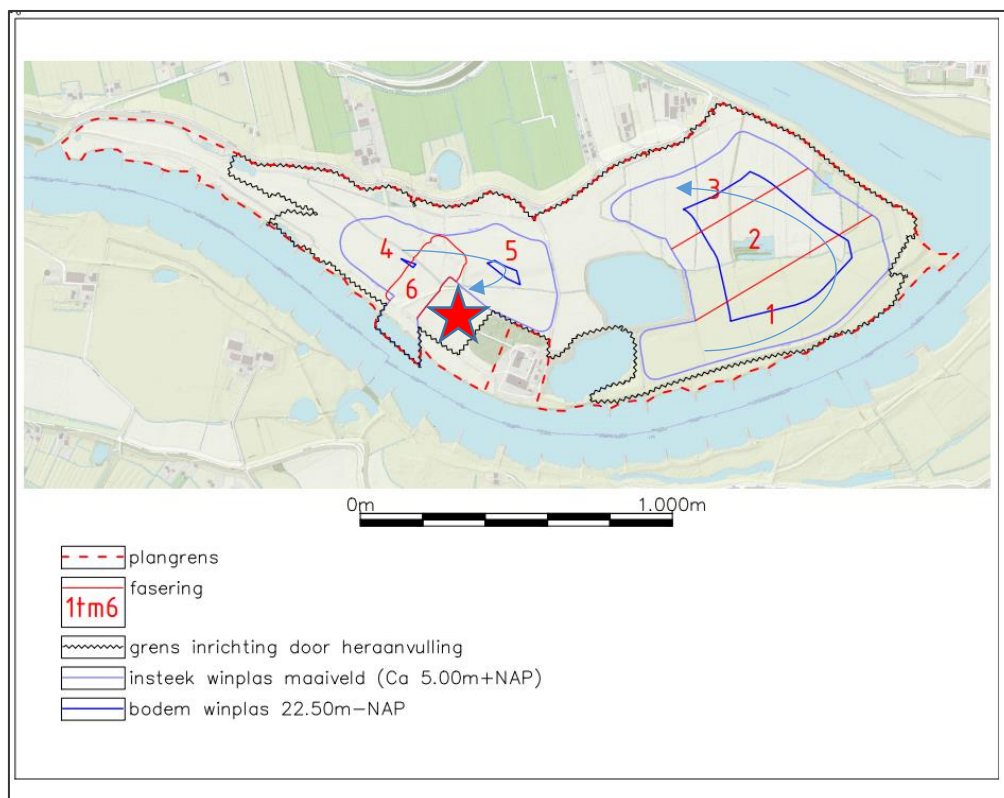 3
2
1
4
5
6
0m 1.000m
plangrens
fasering
1tm6
grens inrichting door heraanvulling
insteek winplas maaiveld (Ca 5.00m+NAP)
bodem winplas 22.50m-NAP